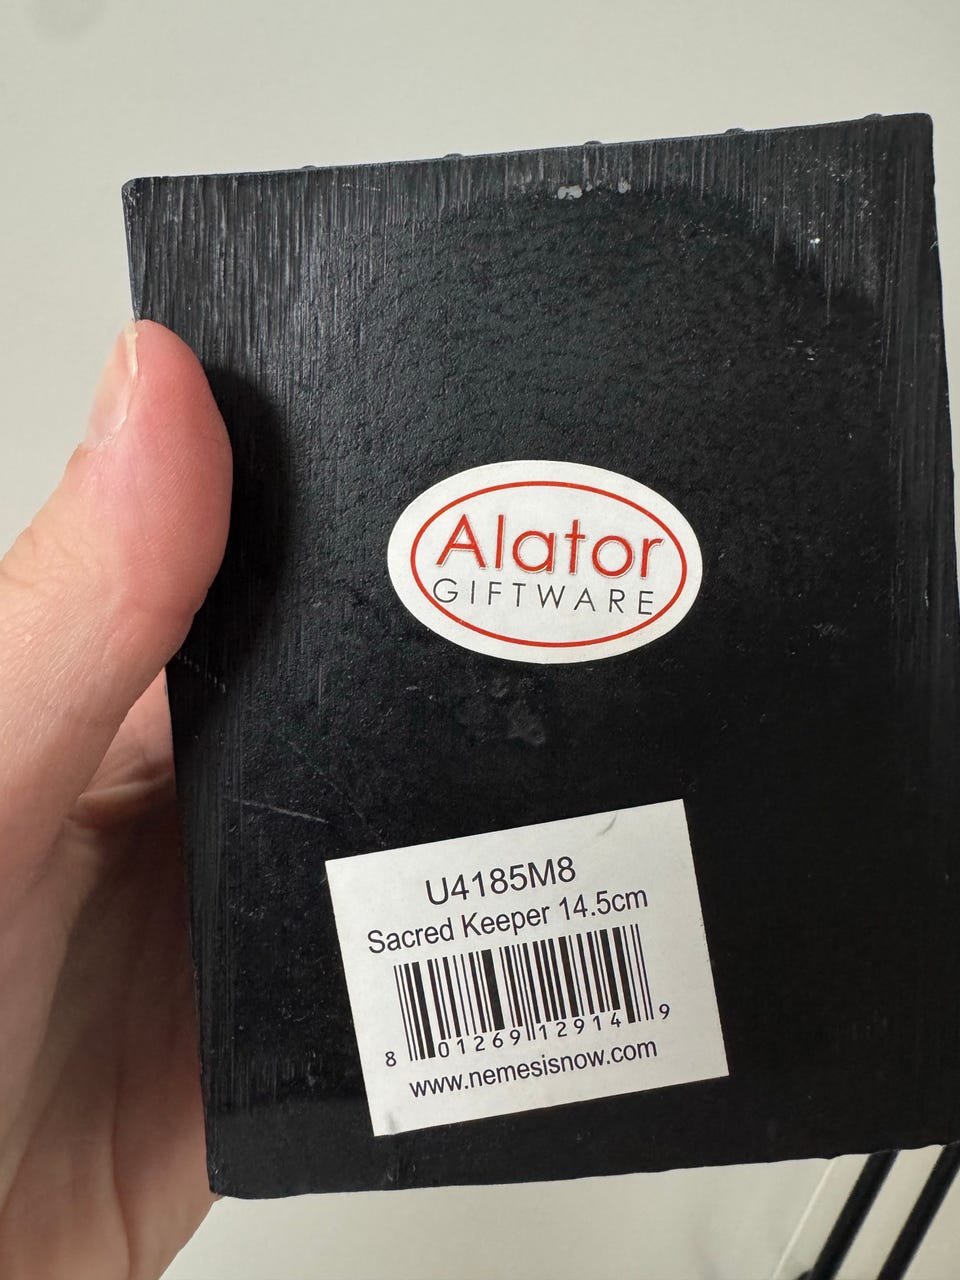 Alator
GIFTWARE
U4185M8
Sacred Keeper 14.5cm
8 01269 12914 9
www.nemesisnow.com